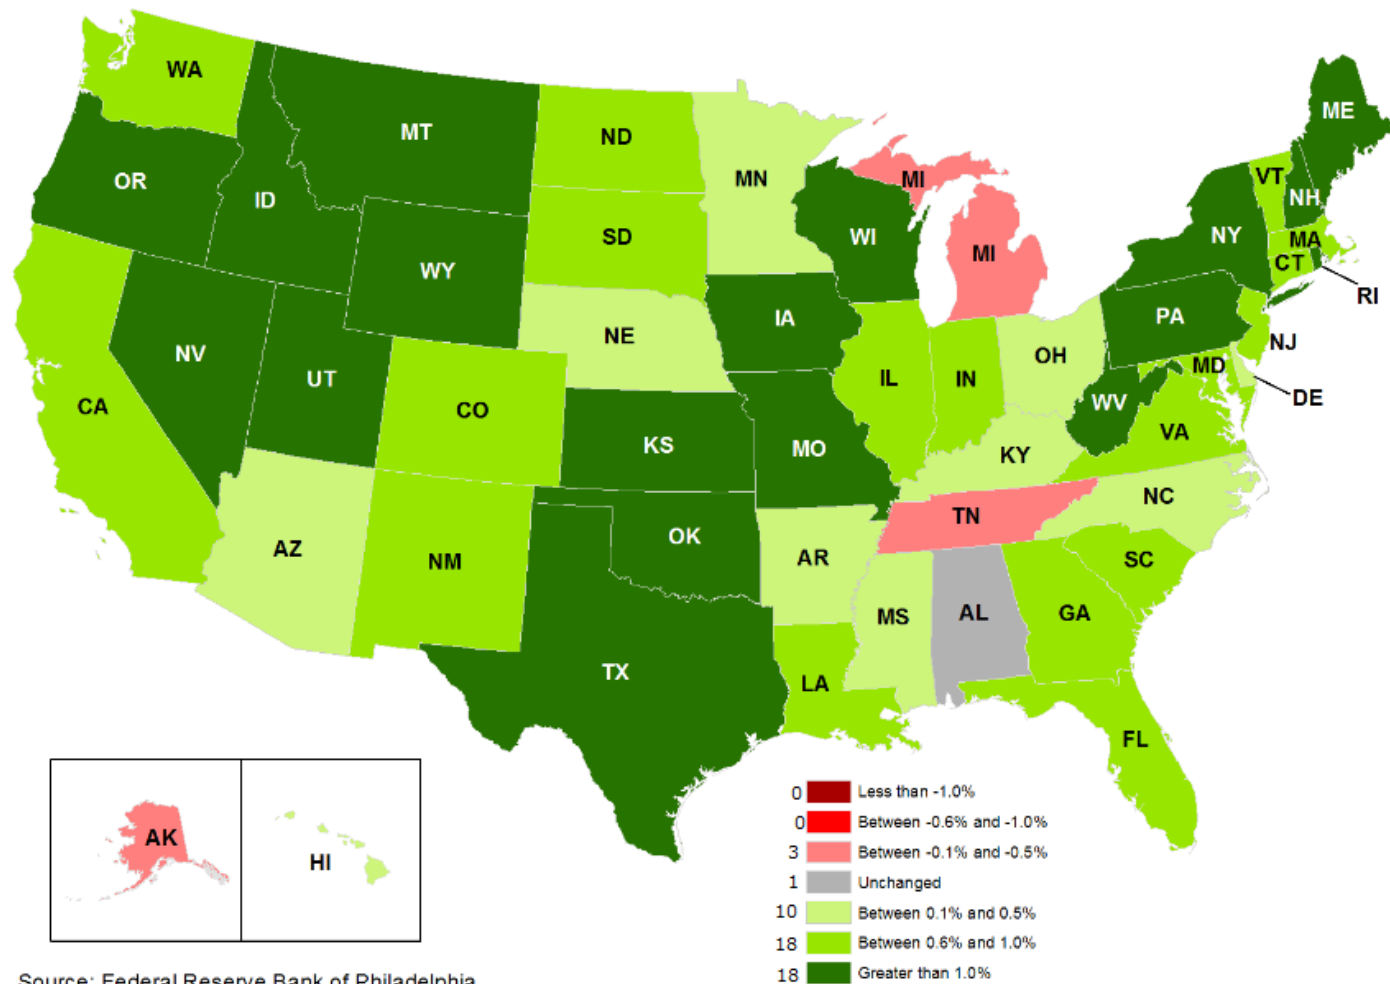 WA
MT
ND
MN
MI
ME
OR
ID
SD
WI
VT
NH
NY
MA
CT
RI
WY
MI
NV
UT
NE
IA
PA
NJ
CA
CO
IL
IN
OH
MD
DE
WV
KS
MO
KY
VA
AZ
NM
OK
AR
TN
NC
SC
MS
AL
GA
TX
LA
FL
AK
HI
0 Less than -1.0%
0 Between -0.6% and -1.0%
3 Between -0.1% and -0.5%
1 Unchanged
10 Between 0.1% and 0.5%
18 Between 0.6% and 1.0%
18 Greater than 1.0%
Source: Federal Reserve Bank of Philadelphia